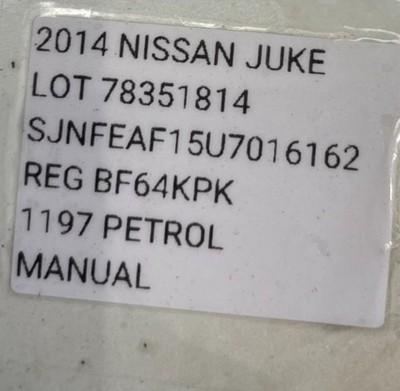 2014 NISSAN JUKE
LOT 78351814
SJNFEAF15U7016162
REG BF64KPK
1197 PETROL
MANUAL